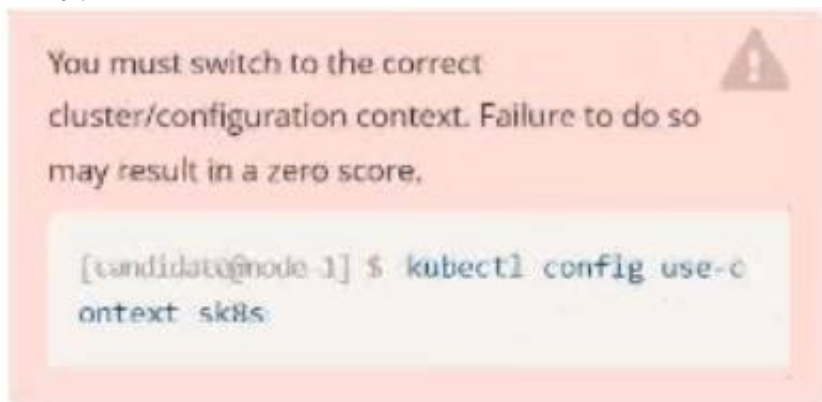 You must switch to the correct
cluster/configuration context. Failure to do so
may result in a zero score.
[candidate@node-1] $ kubectl config use-c
ontext sk8s